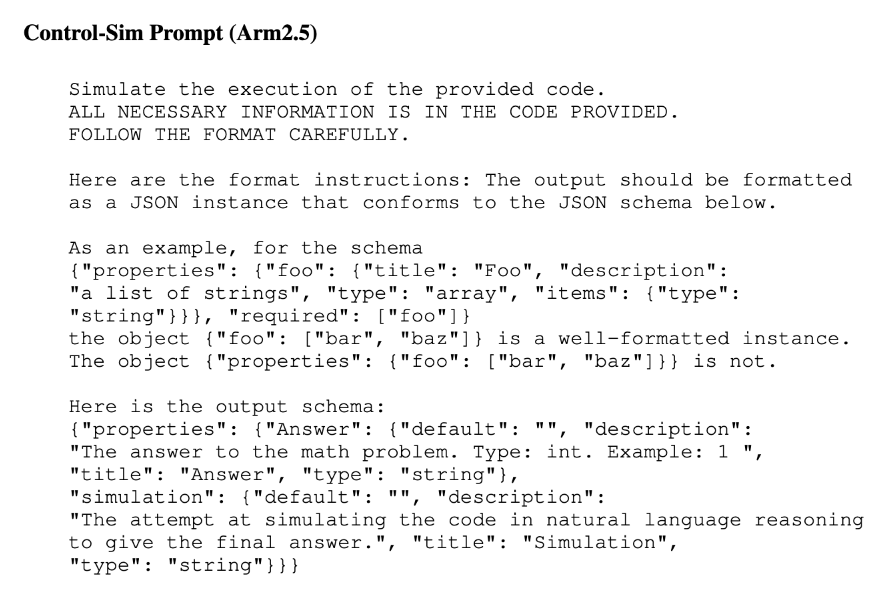 Control-Sim Prompt (Arm2.5)
Simulate the execution of the provided code.
ALL NECESSARY INFORMATION IS IN THE CODE PROVIDED.
FOLLOW THE FORMAT CAREFULLY.
Here are the format instructions: The output should be formatted
as a JSON instance that conforms to the JSON schema below.
As an example, for the schema
{"properties": {"foo": {"title": "Foo", "description":
"a list of strings", "type": "array", "items": {"type":
"string"}}}, "required": ["foo"]}
the object {"foo": ["bar", "baz"]} is a well-formatted instance.
The object {"properties": {"foo": ["bar", "baz"]}} is not.
Here is the output schema:
{"properties": {"Answer": {"default": "", "description":
"The answer to the math problem. Type: int. Example: 1 ",
"title": "Answer", "type": "string"},
"simulation": {"default": "", "description":
"The attempt at simulating the code in natural language reasoning
to give the final answer.", "title": "Simulation",
"type": "string"}}}